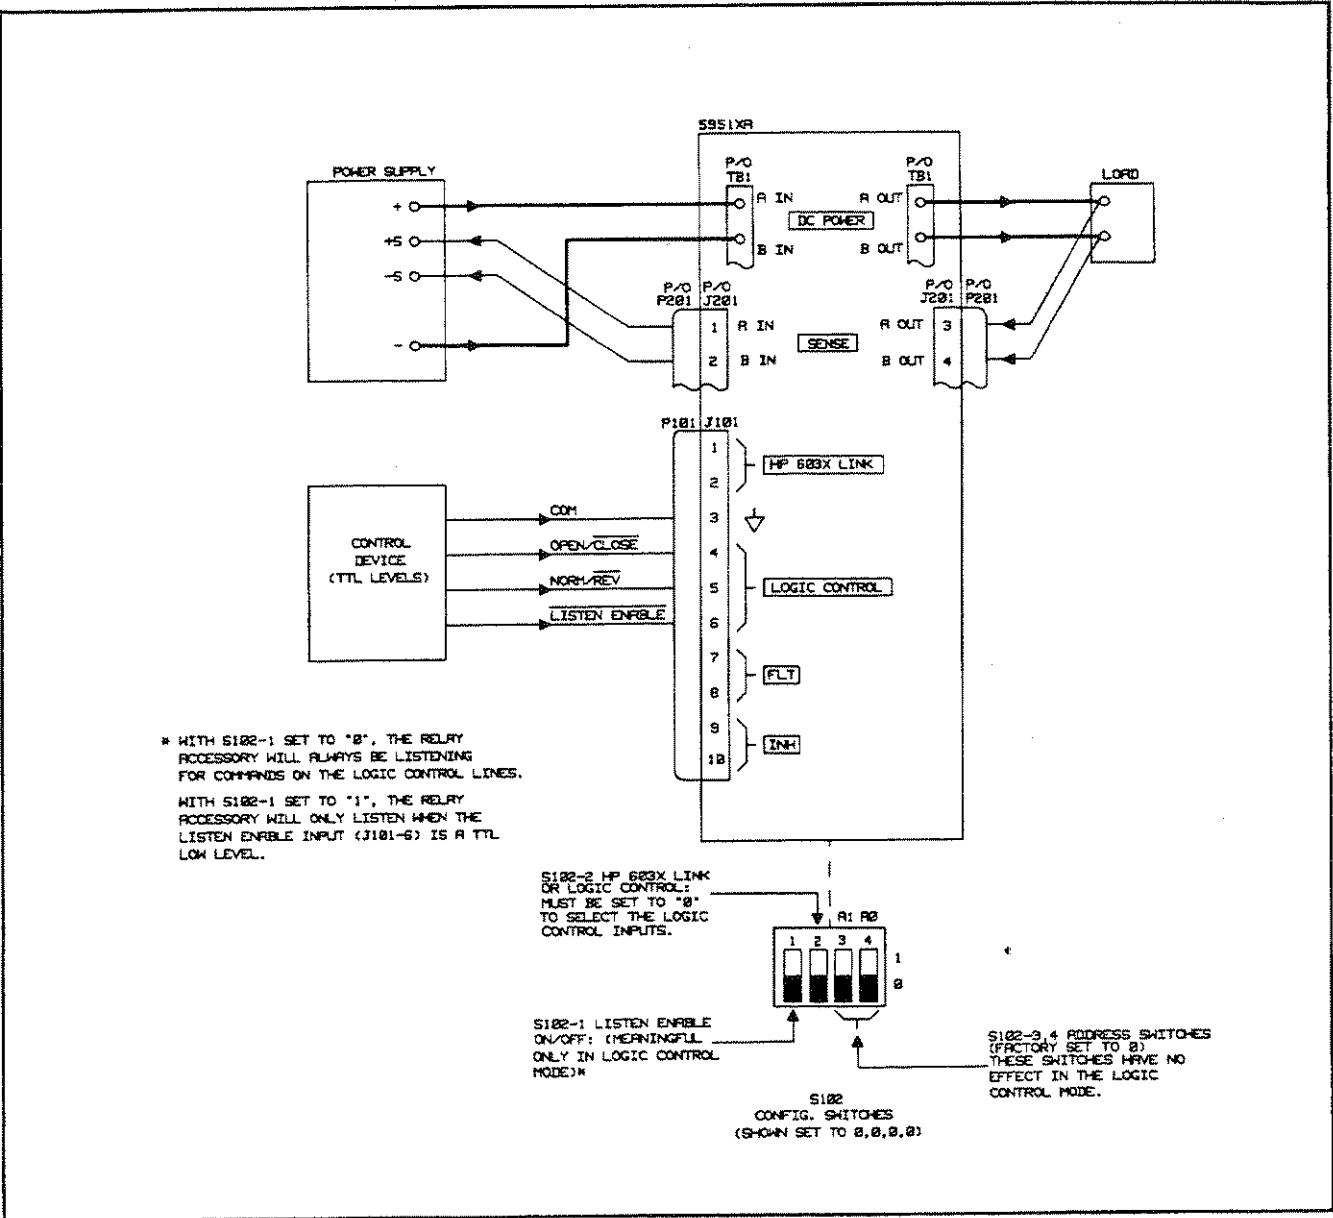 5951XA
POWER SUPPLY
+
+S
-S
-
P/O
TB1
A IN
B IN
DC POWER
P/O
TB1
A OUT
B OUT
LOAD
P/O P/O
P201 J201
1 A IN
2 B IN
SENSE
P/O P/O
J201 P201
A OUT 3
B OUT 4
P101 J101
1
2
3
4
5
6
7
8
9
10
HP 603X LINK
LOGIC CONTROL
FLT
INH
CONTROL
DEVICE
(TTL LEVELS)
COM
OPEN/CLOSE
NORM/REV
LISTEN ENABLE
* WITH S102-1 SET TO "0", THE RELAY
ACCESSORY WILL ALWAYS BE LISTENING
FOR COMMANDS ON THE LOGIC CONTROL LINES.
WITH S102-1 SET TO "1", THE RELAY
ACCESSORY WILL ONLY LISTEN WHEN THE
LISTEN ENABLE INPUT (J101-6) IS A TTL
LOW LEVEL.
S102-2 HP 603X LINK
OR LOGIC CONTROL:
MUST BE SET TO "0"
TO SELECT THE LOGIC
CONTROL INPUTS.
A1 A0
1 2 3 4
1
0
S102-1 LISTEN ENABLE
ON/OFF: (MEANINGFUL
ONLY IN LOGIC CONTROL
MODE)*
S102-3,4 ADDRESS SWITCHES
(FACTORY SET TO 0)
THESE SWITCHES HAVE NO
EFFECT IN THE LOGIC
CONTROL MODE.
S102
CONFIG. SWITCHES
(SHOWN SET TO 0,0,0,0)